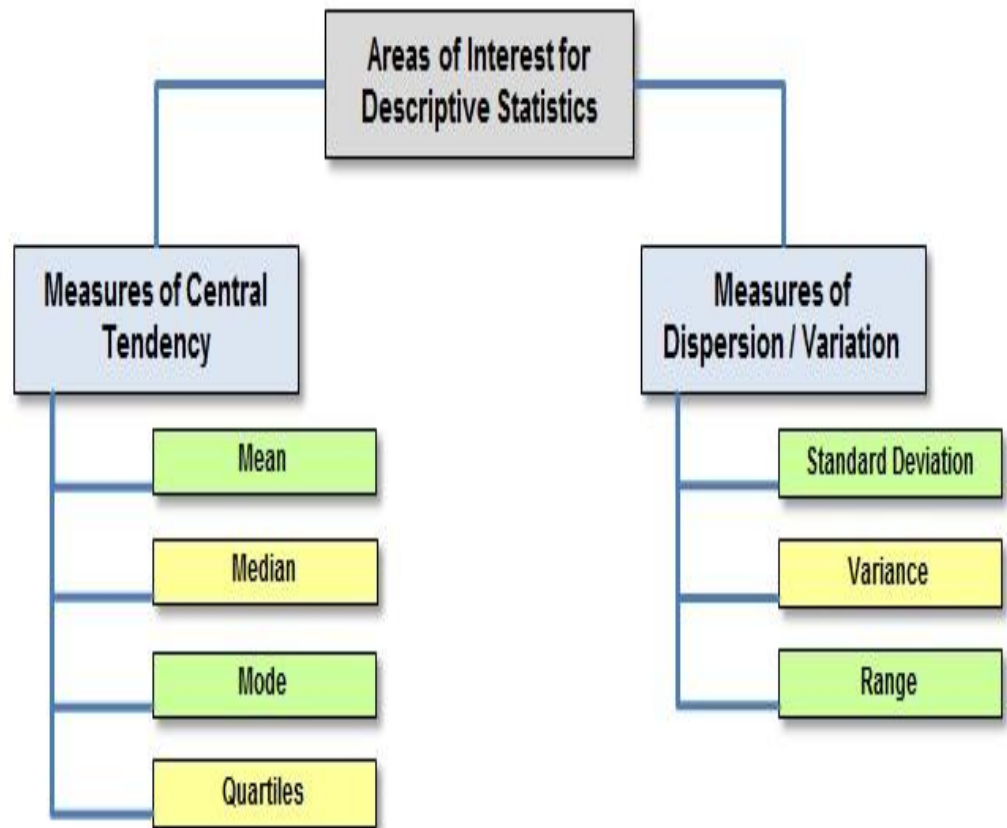 Areas of Interest for
Descriptive Statistics
Measures of Central
Tendency
Mean
Median
Mode
Quartiles
Measures of
Dispersion / Variation
Standard Deviation
Variance
Range